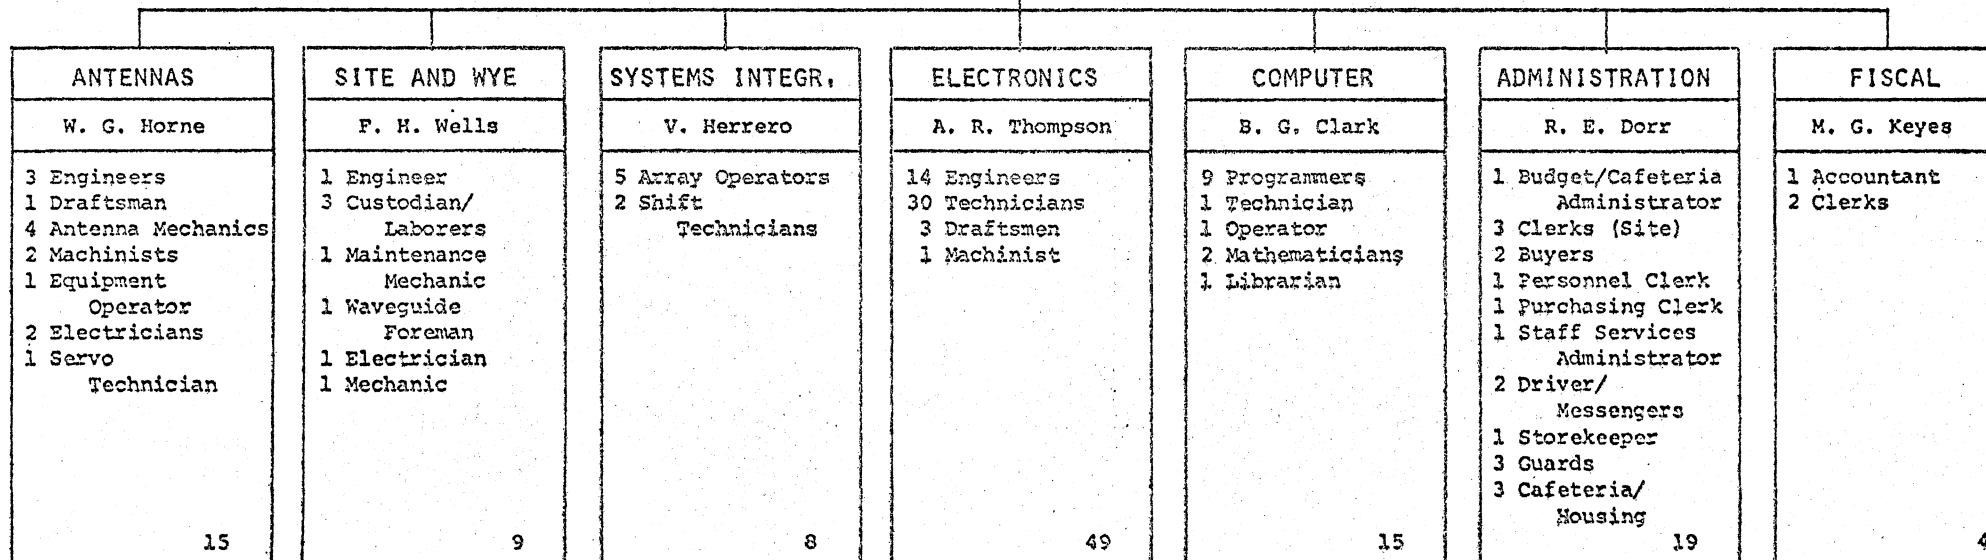 ANTENNAS
W. G. Horne
3 Engineers
1 Draftsman
4 Antenna Mechanics
2 Machinists
1 Equipment
Operator
2 Electricians
1 Servo
Technician
15
SITE AND WYE
F. H. Wells
1 Engineer
3 Custodian/
Laborers
1 Maintenance
Mechanic
1 Waveguide
Foreman
1 Electrician
1 Mechanic
9
SYSTEMS INTEGR.
V. Herrero
5 Array Operators
2 Shift
Technicians
8
ELECTRONICS
A. R. Thompson
14 Engineers
30 Technicians
3 Draftsmen
1 Machinist
49
COMPUTER
B. G. Clark
9 Programmers
1 Technician
1 Operator
2 Mathematicians
1 Librarian
15
ADMINISTRATION
R. E. Dorr
1 Budget/Cafeteria
Administrator
3 Clerks (Site)
2 Buyers
1 Personnel Clerk
1 Purchasing Clerk
1 Staff Services
Administrator
2 Driver/
Messengers
1 Storekeeper
3 Guards
3 Cafeteria/
Housing
19
FISCAL
M. G. Keyes
1 Accountant
2 Clerks
4